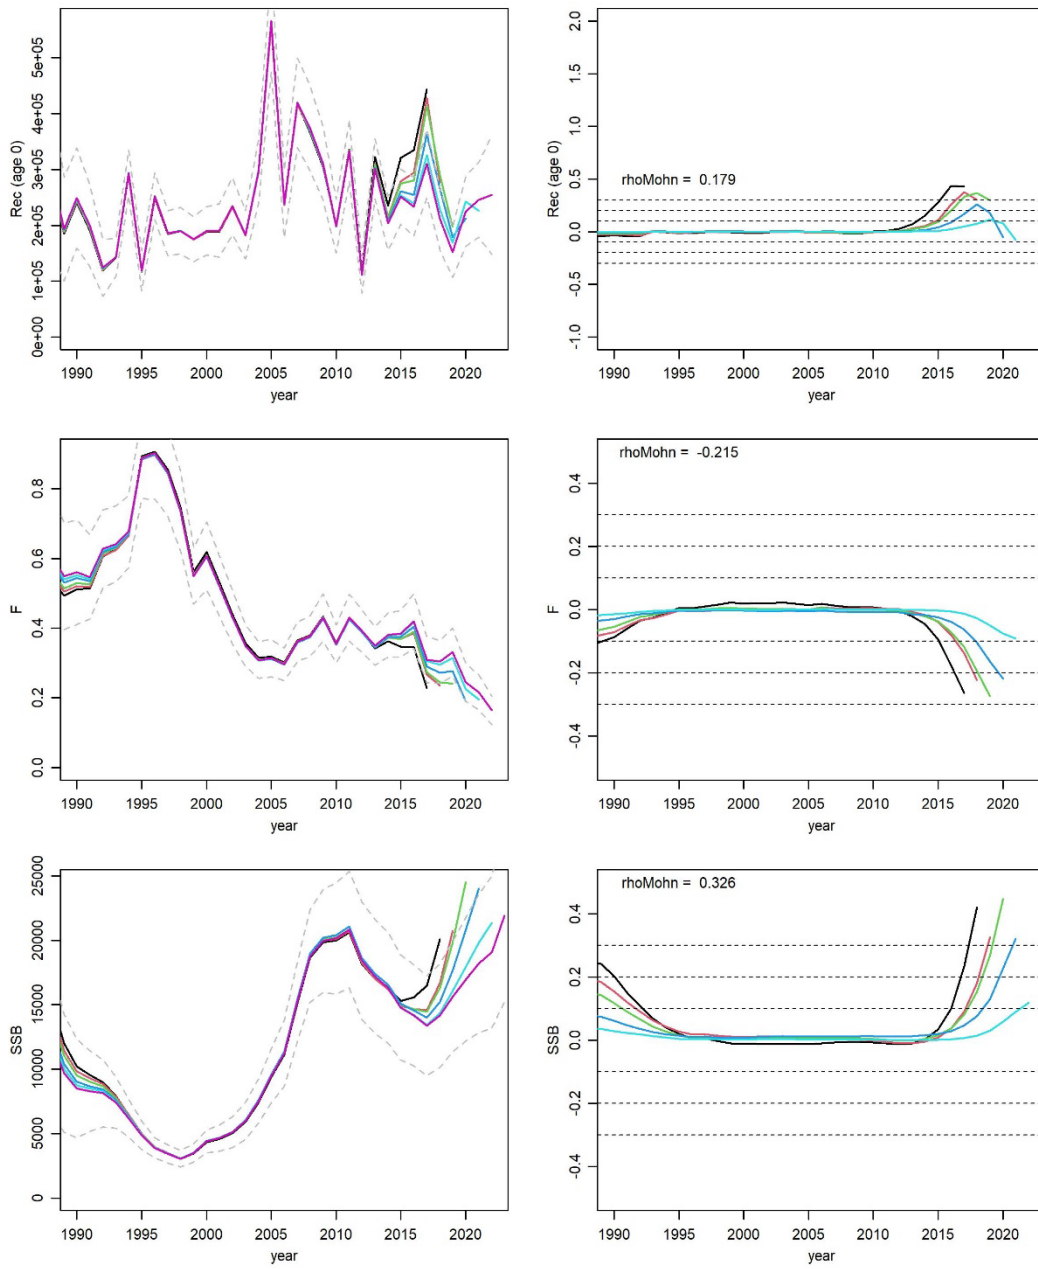 Rec (age 0)
0e+00 1e+05 2e+05 3e+05 4e+05 5e+05
1990 1995 2000 2005 2010 2015 2020
year
rhoMohn = 0.179
-1.0 -0.5 0.0 0.5 1.0 1.5 2.0
Rec (age 0)
1990 1995 2000 2005 2010 2015 2020
year
F
0.0 0.2 0.4 0.6 0.8
1990 1995 2000 2005 2010 2015 2020
year
rhoMohn = -0.215
F
-0.4 -0.2 0.0 0.2 0.4
1990 1995 2000 2005 2010 2015 2020
year
SSB
0 5000 10000 15000 20000 25000
1990 1995 2000 2005 2010 2015 2020
year
rhoMohn = 0.326
SSB
-0.4 -0.2 0.0 0.2 0.4
1990 1995 2000 2005 2010 2015 2020
year